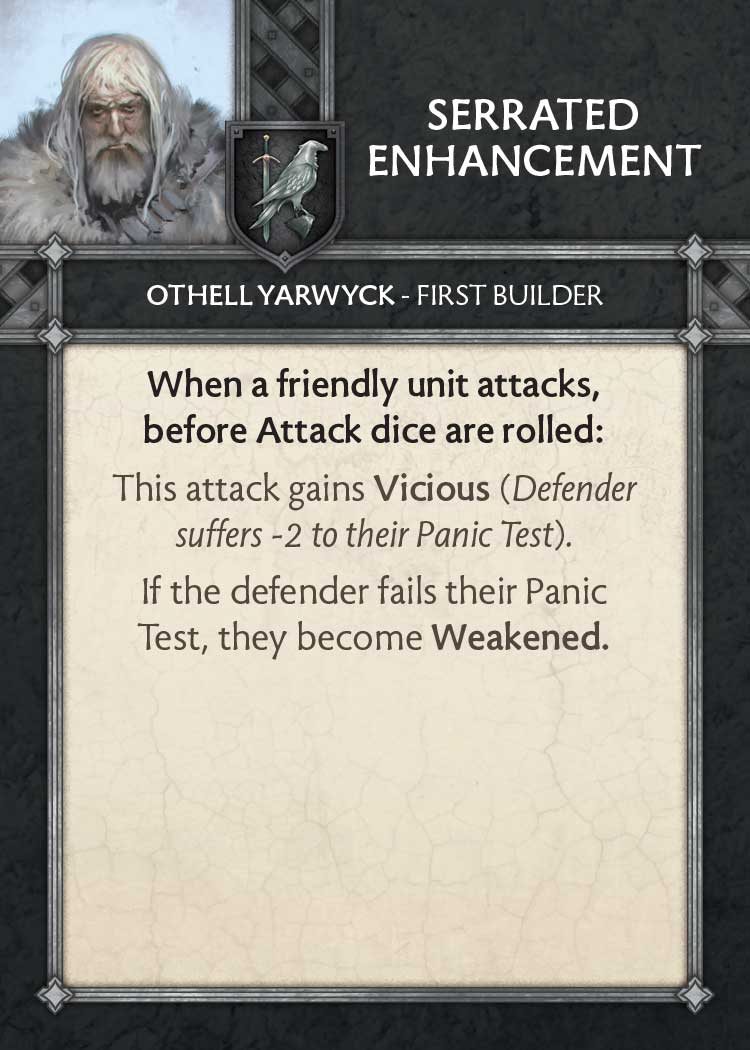 SERRATED
ENHANCEMENT
OTHELL YARWYCK - FIRST BUILDER
When a friendly unit attacks,
before Attack dice are rolled:
This attack gains Vicious (Defender
suffers -2 to their Panic Test).
If the defender fails their Panic
Test, they become Weakened.